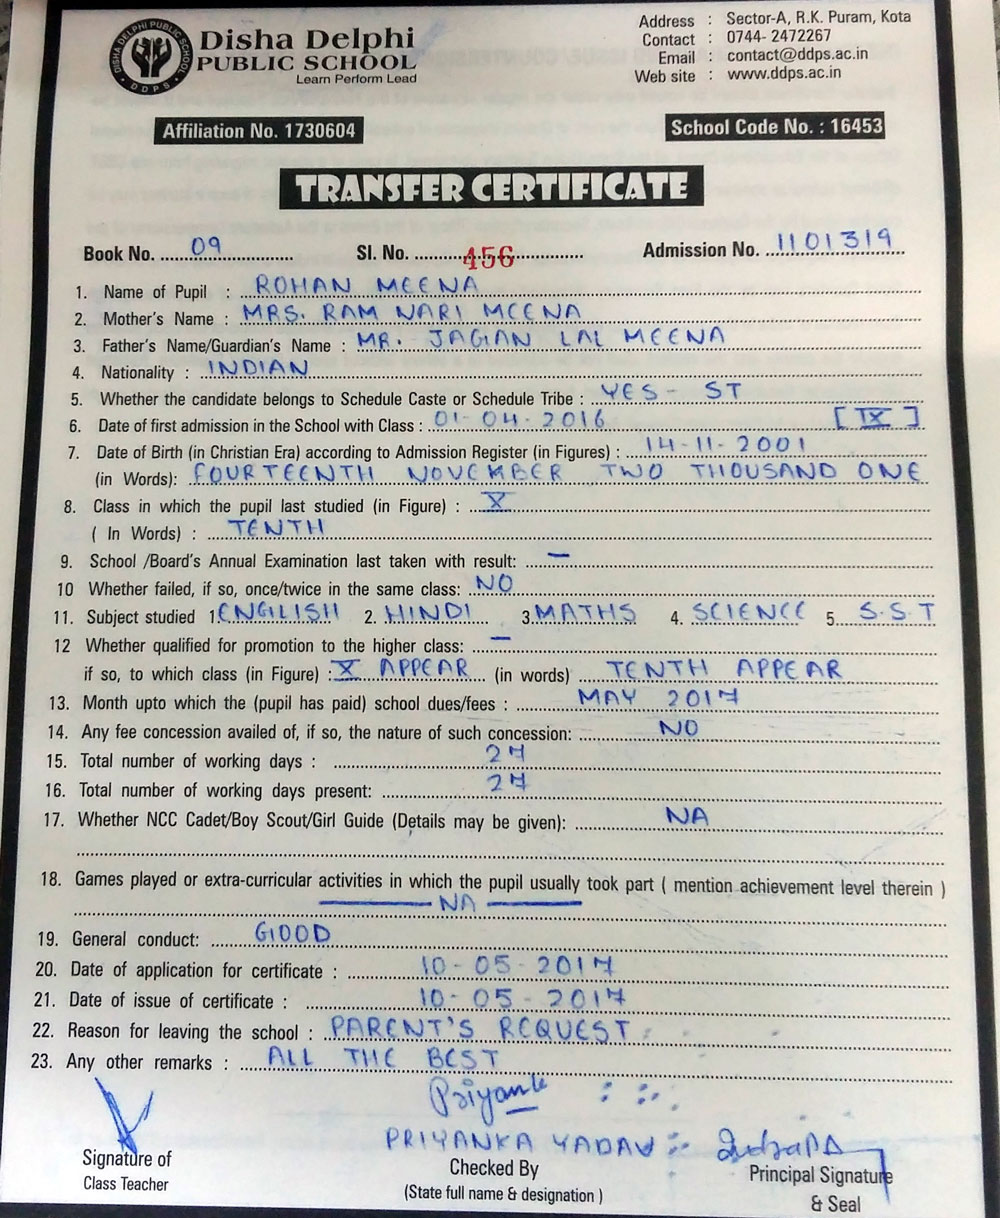 Disha Delphi
PUBLIC SCHOOL
Learn Perform Lead
DISHA DELPHI PUBLIC SCHOOL
DDPS
Address : Sector-A, R.K. Puram, Kota
Contact : 0744- 2472267
Email : contact@ddps.ac.in
Web site : www.ddps.ac.in
Affiliation No. 1730604
School Code No. : 16453
TRANSFER CERTIFICATE
Book No. 09 Sl. No. 456 Admission No. 1101319
1. Name of Pupil : ROHAN MEENA
2. Mother's Name : MRS. RAM NARI MEENA
3. Father's Name/Guardian's Name : MR. JAGAN LAL MEENA
4. Nationality : INDIAN
5. Whether the candidate belongs to Schedule Caste or Schedule Tribe : YES - ST
6. Date of first admission in the School with Class : 01-04-2016 [IX]
7. Date of Birth (in Christian Era) according to Admission Register (in Figures) : 14-11-2001
(in Words): FOURTEENTH NOVEMBER TWO THOUSAND ONE
8. Class in which the pupil last studied (in Figure) : X
( In Words) : TENTH
9. School /Board's Annual Examination last taken with result: —
10 Whether failed, if so, once/twice in the same class: NO
11. Subject studied 1. ENGLISH 2. HINDI 3 MATHS 4. SCIENCE 5. S.S.T
12 Whether qualified for promotion to the higher class: —
if so, to which class (in Figure) : X APPEAR (in words) TENTH APPEAR
13. Month upto which the (pupil has paid) school dues/fees : MAY 2017
14. Any fee concession availed of, if so, the nature of such concession: NO
15. Total number of working days : 27
16. Total number of working days present: 27
17. Whether NCC Cadet/Boy Scout/Girl Guide (Details may be given): NA
18. Games played or extra-curricular activities in which the pupil usually took part ( mention achievement level therein )
— NA —
19. General conduct: GOOD
20. Date of application for certificate : 10-05-2017
21. Date of issue of certificate : 10-05-2017
22. Reason for leaving the school : PARENT'S REQUEST
23. Any other remarks : ALL THE BEST
Priyanka
PRIYANKA YADAV
Signature of
Class Teacher
Checked By
(State full name & designation )
Principal Signature
& Seal